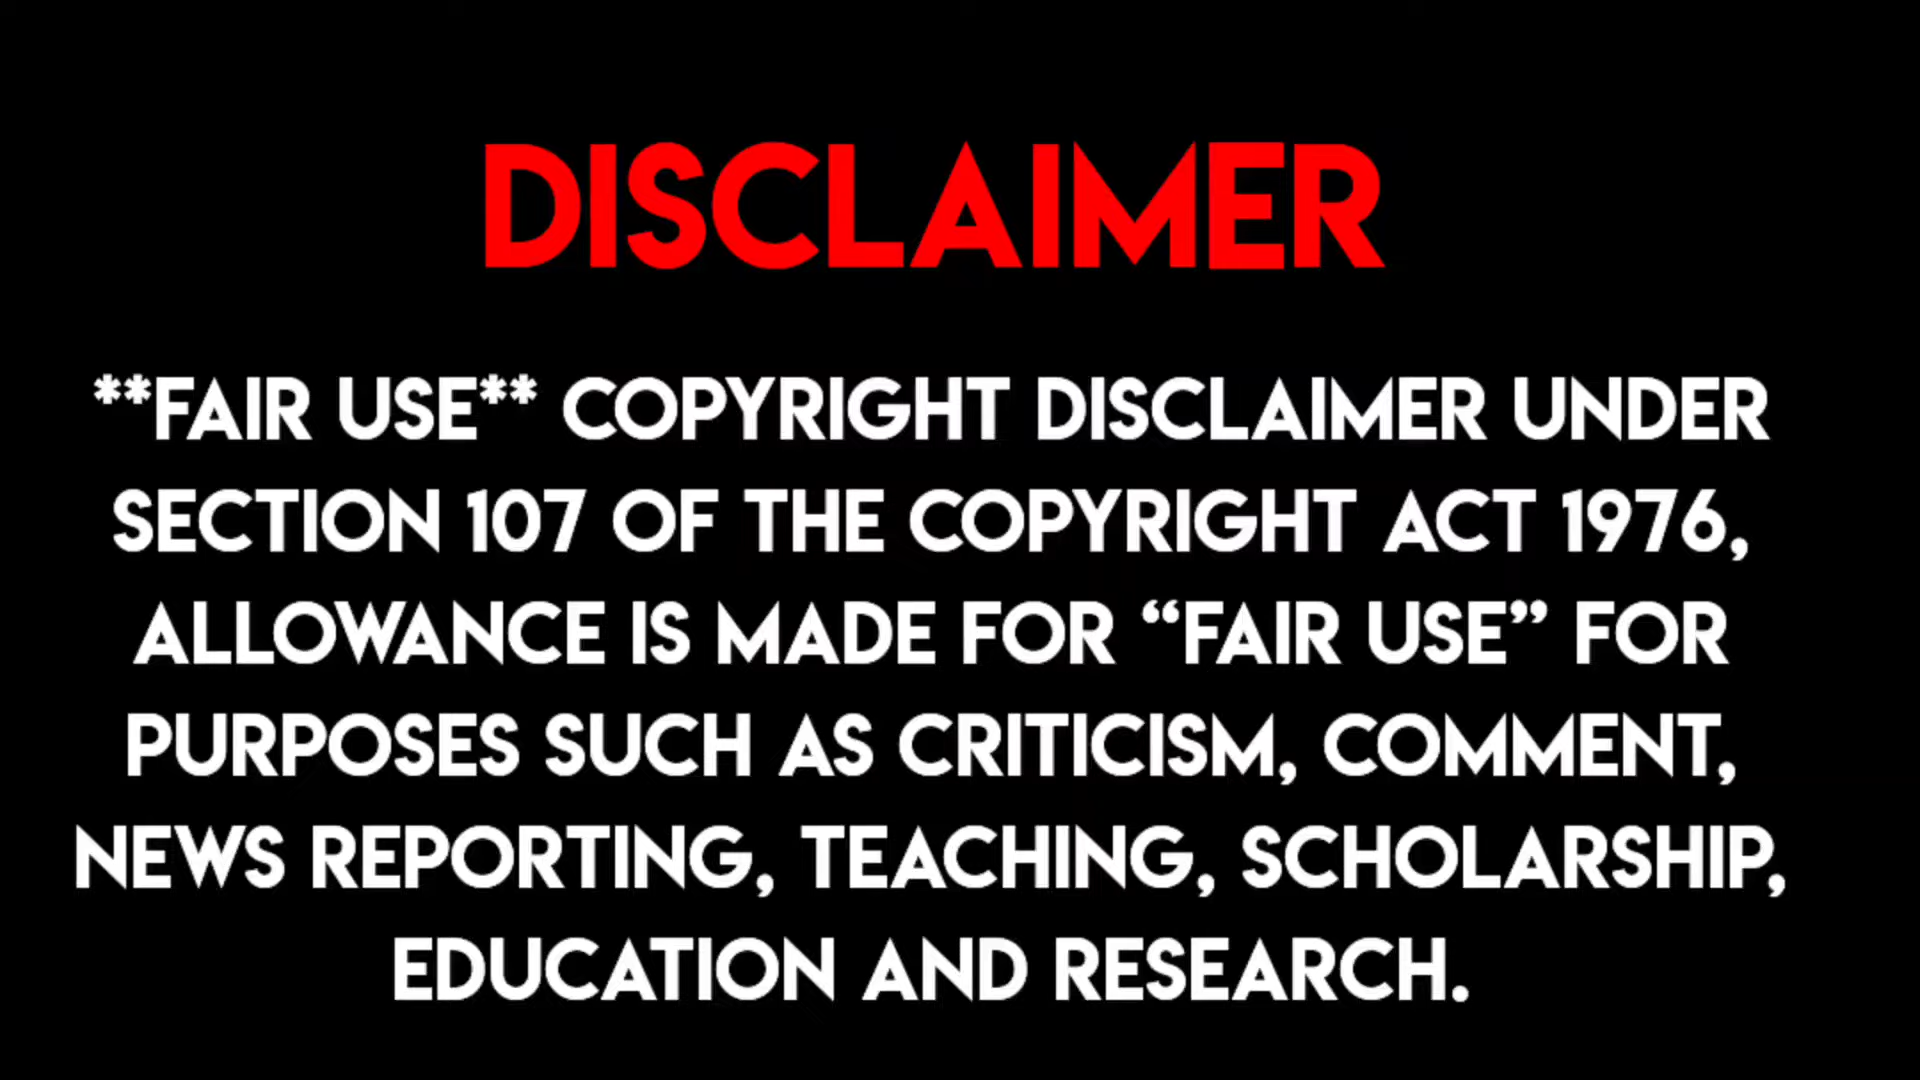 DISCLAIMER
**FAIR USE** COPYRIGHT DISCLAIMER UNDER
SECTION 107 OF THE COPYRIGHT ACT 1976,
ALLOWANCE IS MADE FOR “FAIR USE” FOR
PURPOSES SUCH AS CRITICISM, COMMENT,
NEWS REPORTING, TEACHING, SCHOLARSHIP,
EDUCATION AND RESEARCH.